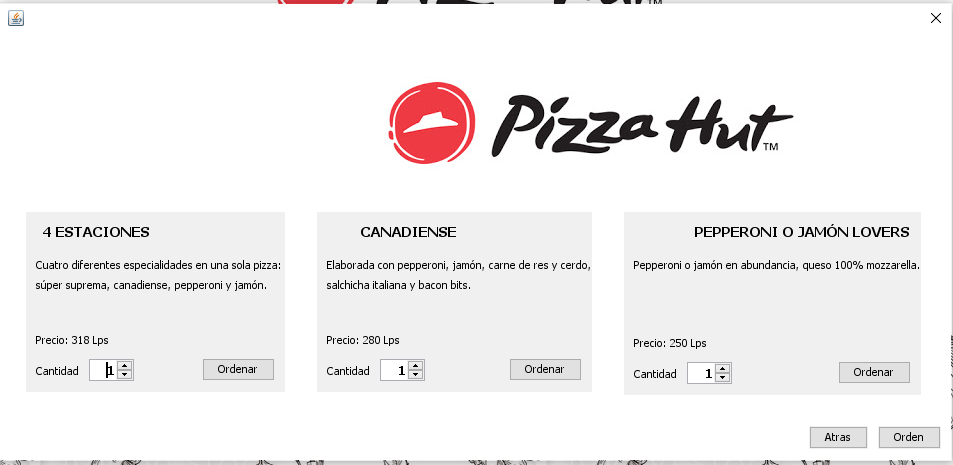 Pizza Hut™
4 ESTACIONES
Cuatro diferentes especialidades en una sola pizza:
súper suprema, canadiense, pepperoni y jamón.
Precio: 318 Lps
Cantidad 1 Ordenar
CANADIENSE
Elaborada con pepperoni, jamón, carne de res y cerdo,
salchicha italiana y bacon bits.
Precio: 280 Lps
Cantidad 1 Ordenar
PEPPERONI O JAMÓN LOVERS
Pepperoni o jamón en abundancia, queso 100% mozzarella.
Precio: 250 Lps
Cantidad 1 Ordenar
Atras Orden